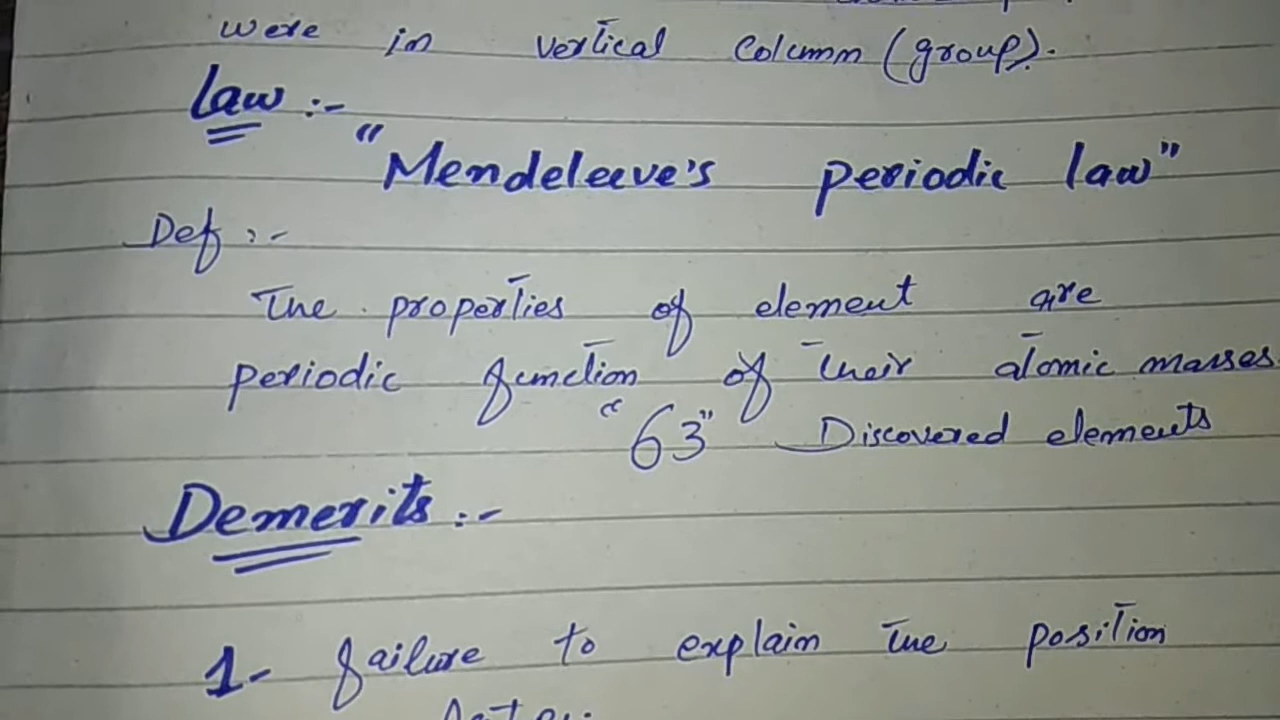 were in vertical Column (group).
Law :-
"Mendeleeve's periodic law"
Def :-
The properties of element are
periodic function of their atomic masses
"63" Discovered elements
Demerits :-
1- failure to explain the position